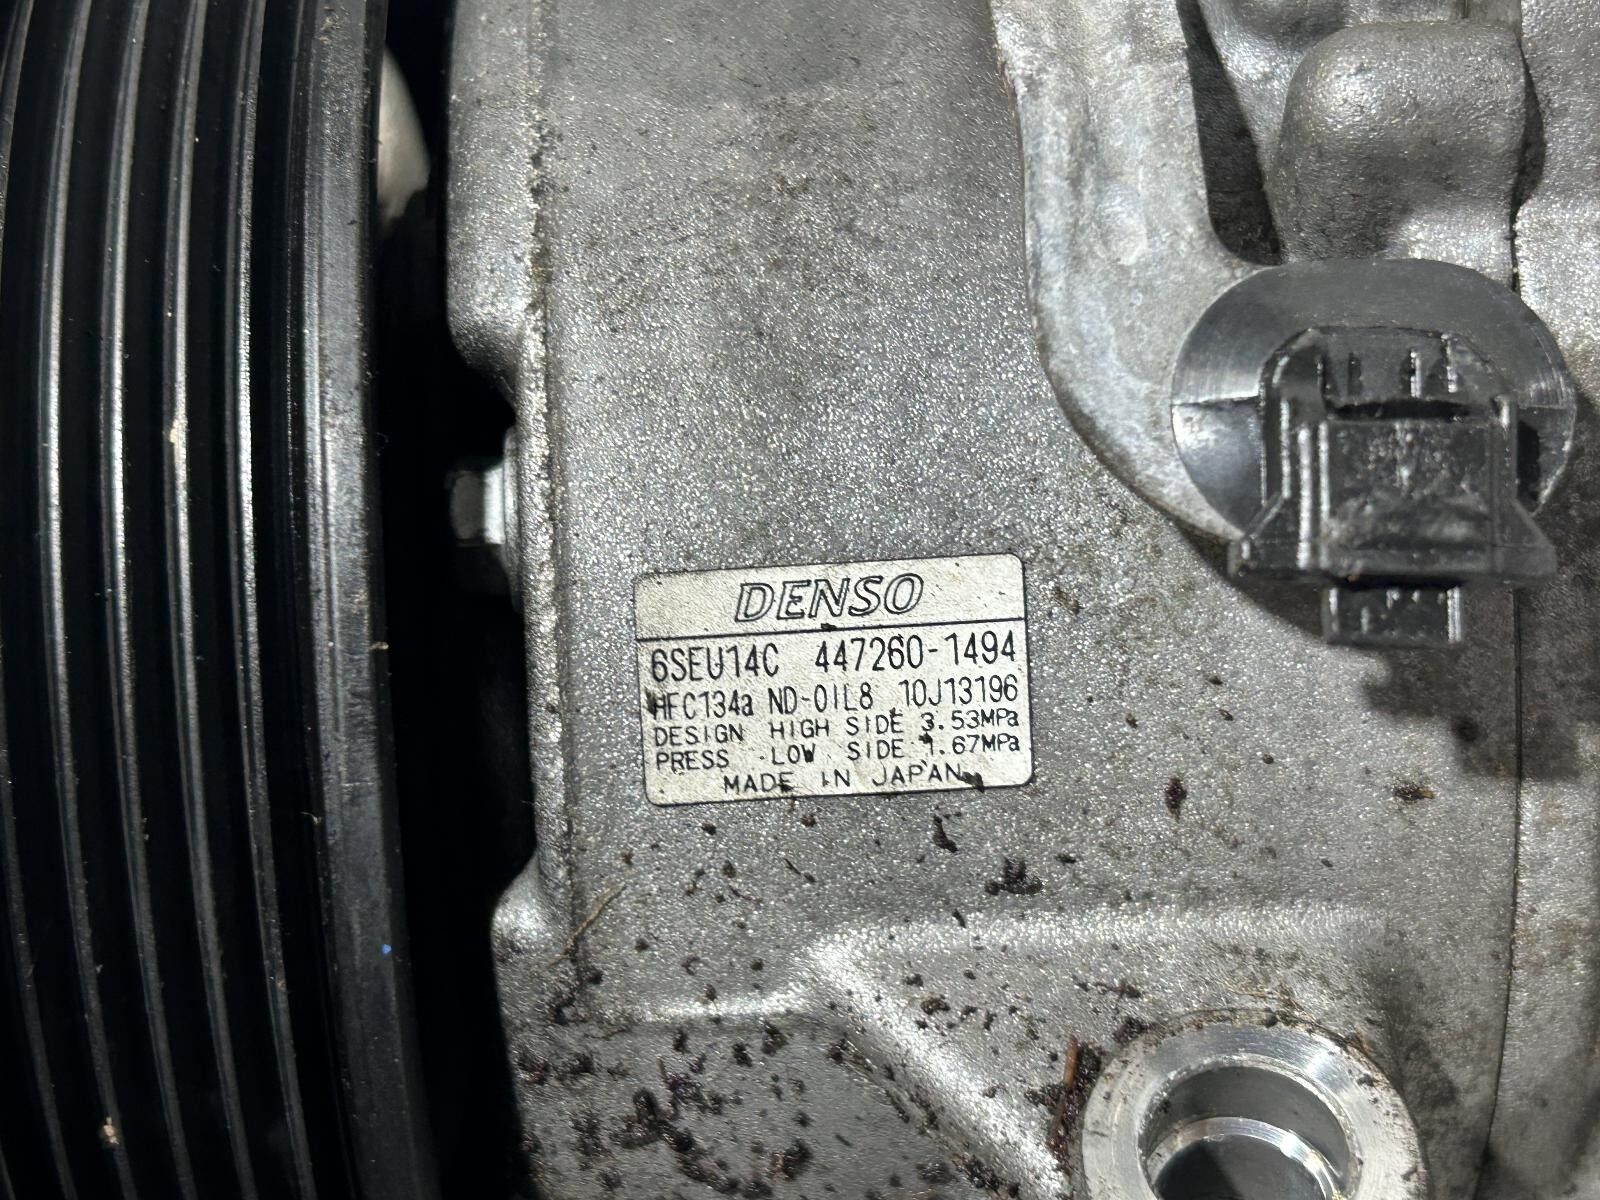 DENSO
6SEU14C 447260-1494
HFC134a ND-OIL8 10J13196
DESIGN HIGH SIDE 3.53MPa
PRESS LOW SIDE 1.67MPa
MADE IN JAPAN